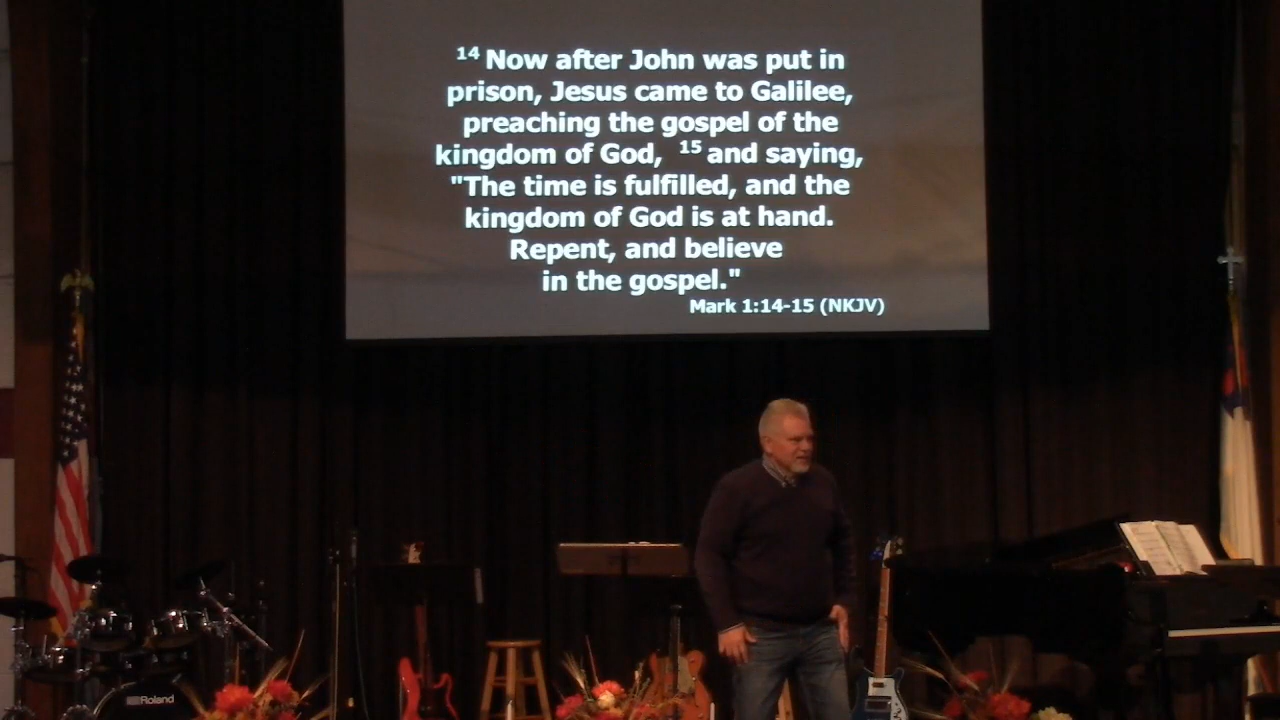 14 Now after John was put in
prison, Jesus came to Galilee,
preaching the gospel of the
kingdom of God, 15 and saying,
"The time is fulfilled, and the
kingdom of God is at hand.
Repent, and believe
in the gospel."
Mark 1:14-15 (NKJV)
Roland